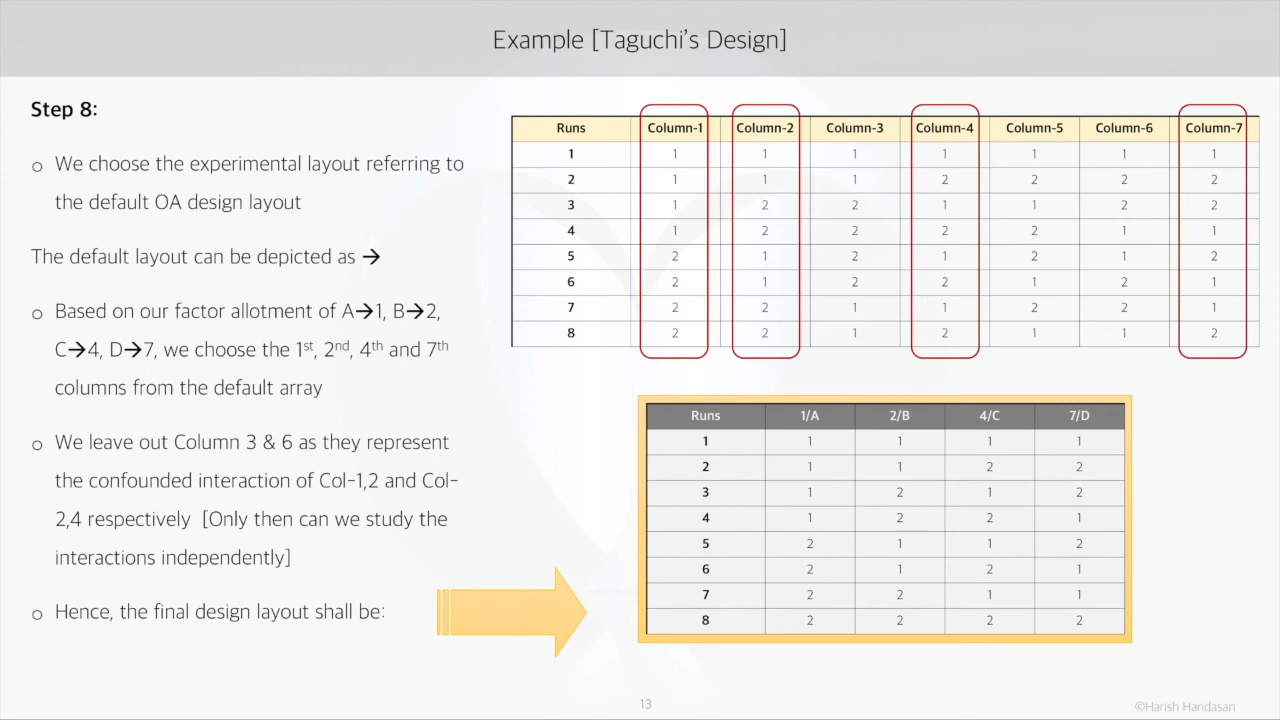 Example [Taguchi's Design]
Step 8:
o We choose the experimental layout referring to
the default OA design layout
The default layout can be depicted as →
o Based on our factor allotment of A→1, B→2,
C→4, D→7, we choose the 1st, 2nd, 4th and 7th
columns from the default array
o We leave out Column 3 & 6 as they represent
the confounded interaction of Col-1,2 and Col-
2,4 respectively [Only then can we study the
interactions independently]
o Hence, the final design layout shall be:
Runs Column-1 Column-2 Column-3 Column-4 Column-5 Column-6 Column-7
1 1 1 1 1 1 1 1
2 1 1 1 2 2 2 2
3 1 2 2 1 1 2 2
4 1 2 2 2 2 1 1
5 2 1 2 1 2 1 2
6 2 1 2 2 1 2 1
7 2 2 1 1 2 2 1
8 2 2 1 2 1 1 2
Runs 1/A 2/B 4/C 7/D
1 1 1 1 1
2 1 1 2 2
3 1 2 1 2
4 1 2 2 1
5 2 1 1 2
6 2 1 2 1
7 2 2 1 1
8 2 2 2 2
13
©Harish Haridasan